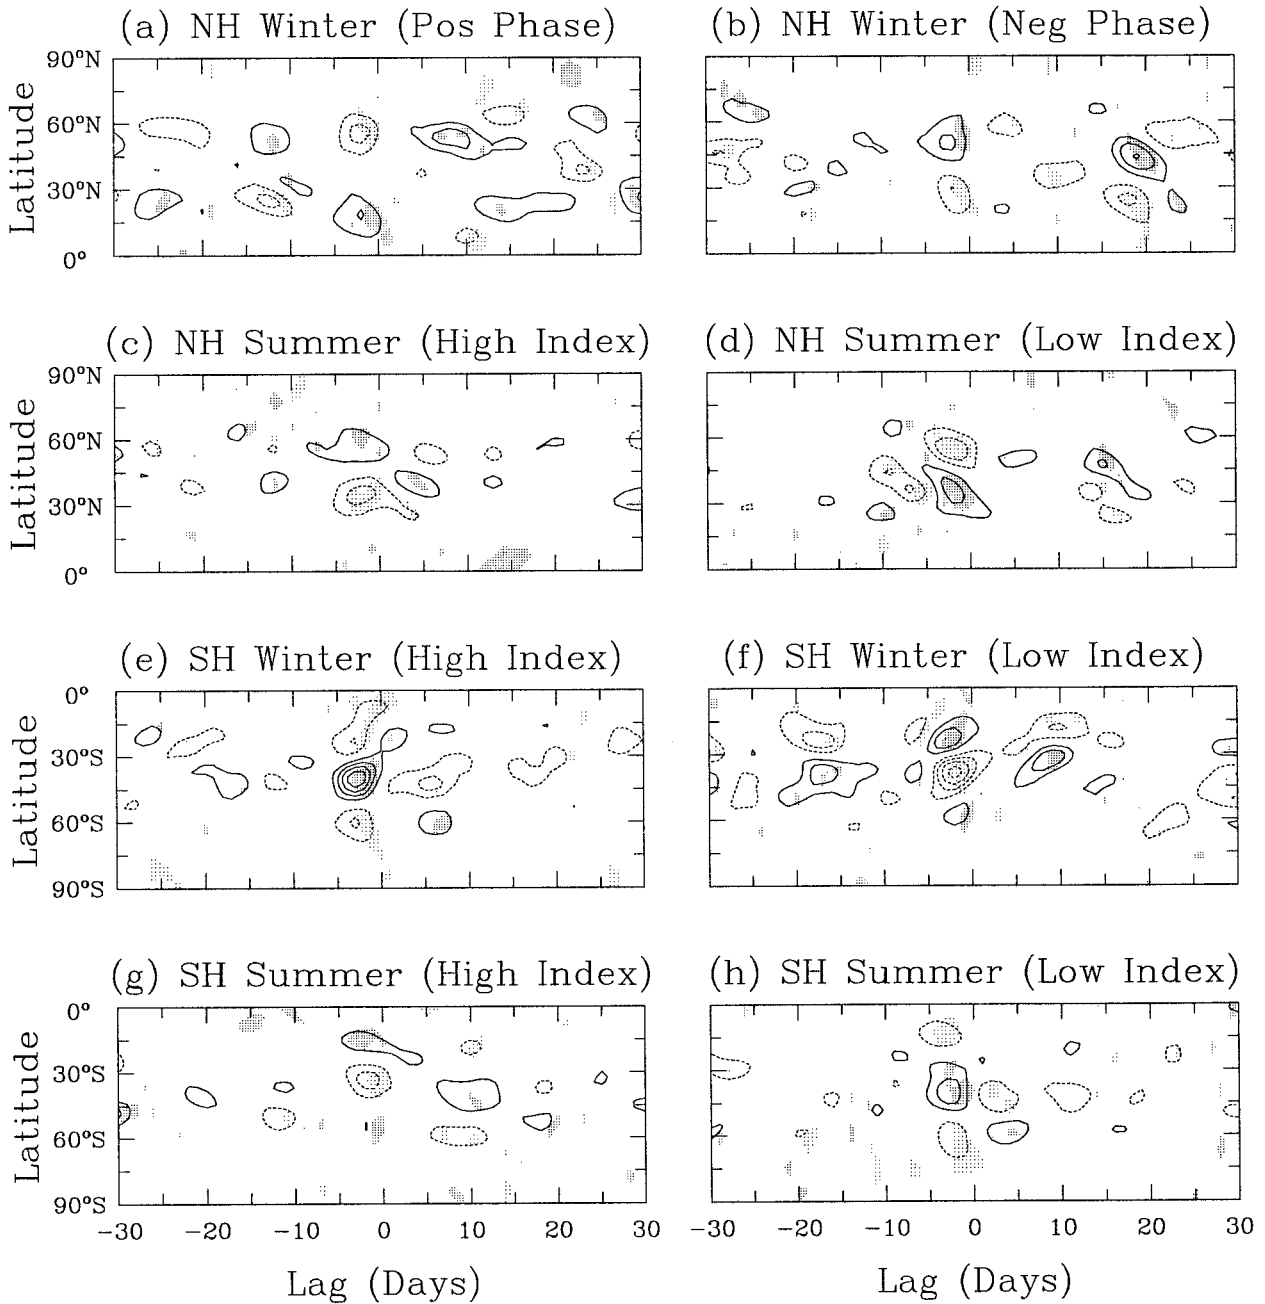 (a) NH Winter (Pos Phase)
(b) NH Winter (Neg Phase)
90°N
60°N
30°N
0°
Latitude
(c) NH Summer (High Index)
(d) NH Summer (Low Index)
90°N
60°N
30°N
0°
Latitude
(e) SH Winter (High Index)
(f) SH Winter (Low Index)
0°
30°S
60°S
90°S
Latitude
(g) SH Summer (High Index)
(h) SH Summer (Low Index)
0°
30°S
60°S
90°S
Latitude
-30 -20 -10 0 10 20 30
-30 -20 -10 0 10 20 30
Lag (Days)
Lag (Days)